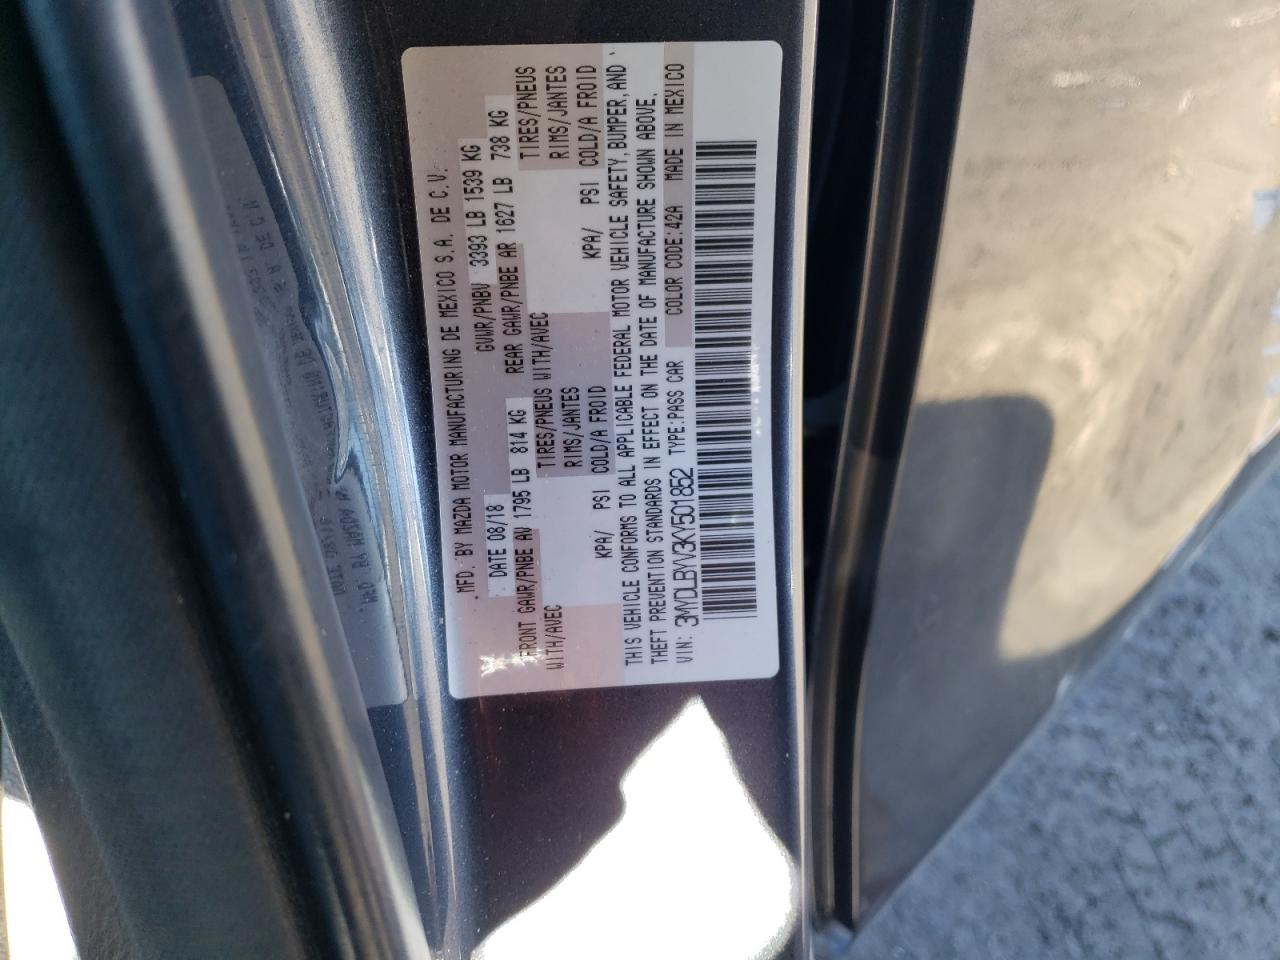 MFD. BY MAZDA MOTOR MANUFACTURING DE MEXICO S.A. DE C.V.
DATE 08/18 GVWR/PNBV 3393 LB 1539 KG
FRONT GAWR/PNBE AV 1795 LB 814 KG REAR GAWR/PNBE AR 1627 LB 738 KG
WITH/AVEC TIRES/PNEUS WITH/AVEC TIRES/PNEUS
RIMS/JANTES RIMS/JANTES
KPA/ PSI COLD/A FROID KPA/ PSI COLD/A FROID
THIS VEHICLE CONFORMS TO ALL APPLICABLE FEDERAL MOTOR VEHICLE SAFETY, BUMPER, AND
THEFT PREVENTION STANDARDS IN EFFECT ON THE DATE OF MANUFACTURE SHOWN ABOVE.
VIN: 3MYDLBYV3KY501852 TYPE:PASS CAR COLOR CODE:42A MADE IN MEXICO